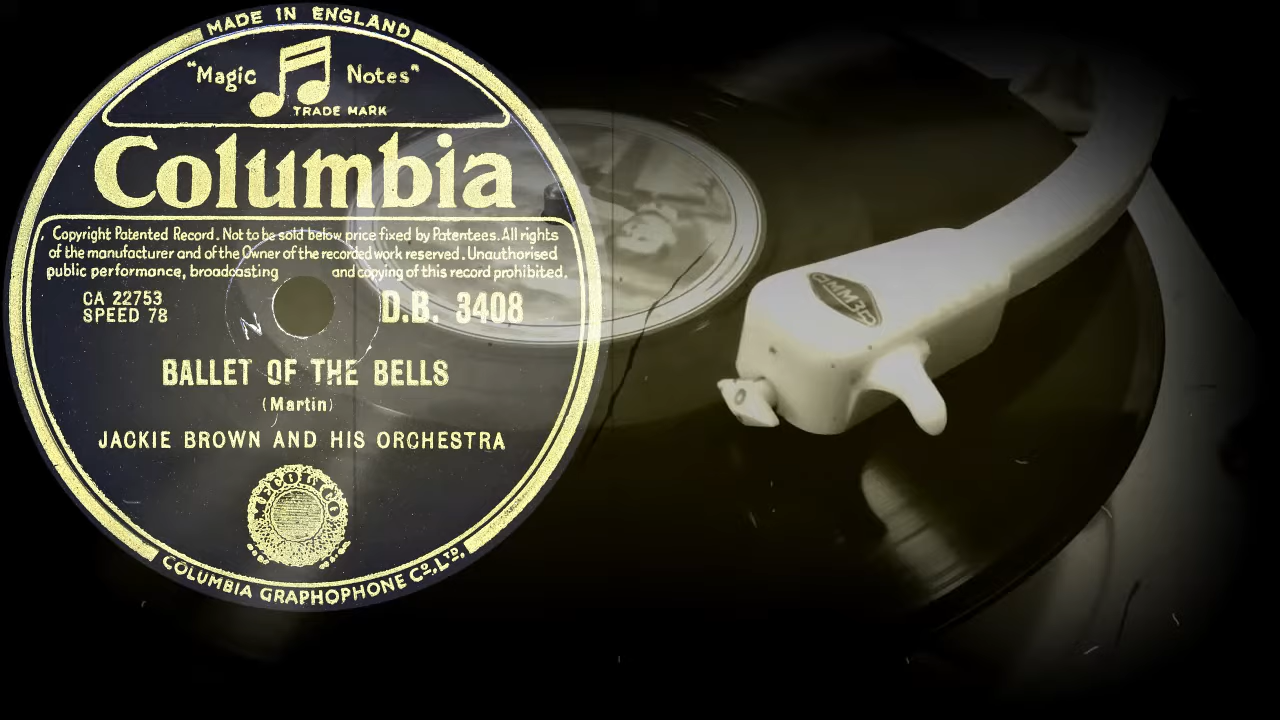 MADE IN ENGLAND
"Magic Notes"
TRADE MARK
Columbia
Copyright Patented Record. Not to be sold below price fixed by Patentees. All rights
of the manufacturer and of the Owner of the recorded work reserved. Unauthorised
public performance, broadcasting and copying of this record prohibited.
CA 22753
SPEED 78
D.B. 3408
N
BALLET OF THE BELLS
(Martin)
JACKIE BROWN AND HIS ORCHESTRA
COLUMBIA GRAPHOPHONE Cº., Lᵀᴰ.